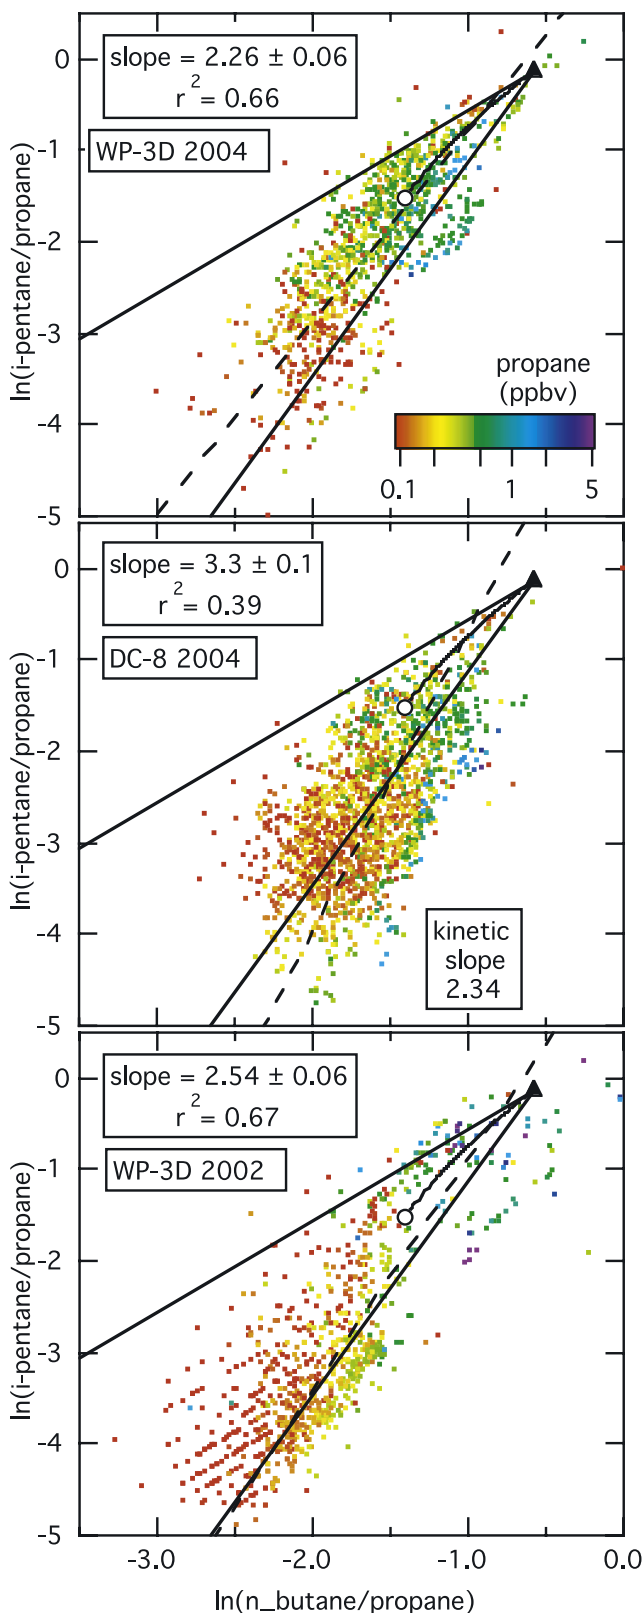 slope = 2.26 ± 0.06
r 2 = 0.66
WP-3D 2004
0
-1
-2
-3
-4
-5
ln(i-pentane/propane)
propane
(ppbv)
0.1 1 5
slope = 3.3 ± 0.1
r 2 = 0.39
DC-8 2004
0
-1
-2
-3
-4
-5
ln(i-pentane/propane)
kinetic
slope
2.34
slope = 2.54 ± 0.06
r 2 = 0.67
WP-3D 2002
0
-1
-2
-3
-4
-5
ln(i-pentane/propane)
-3.0 -2.0 -1.0 0.0
ln(n_butane/propane)